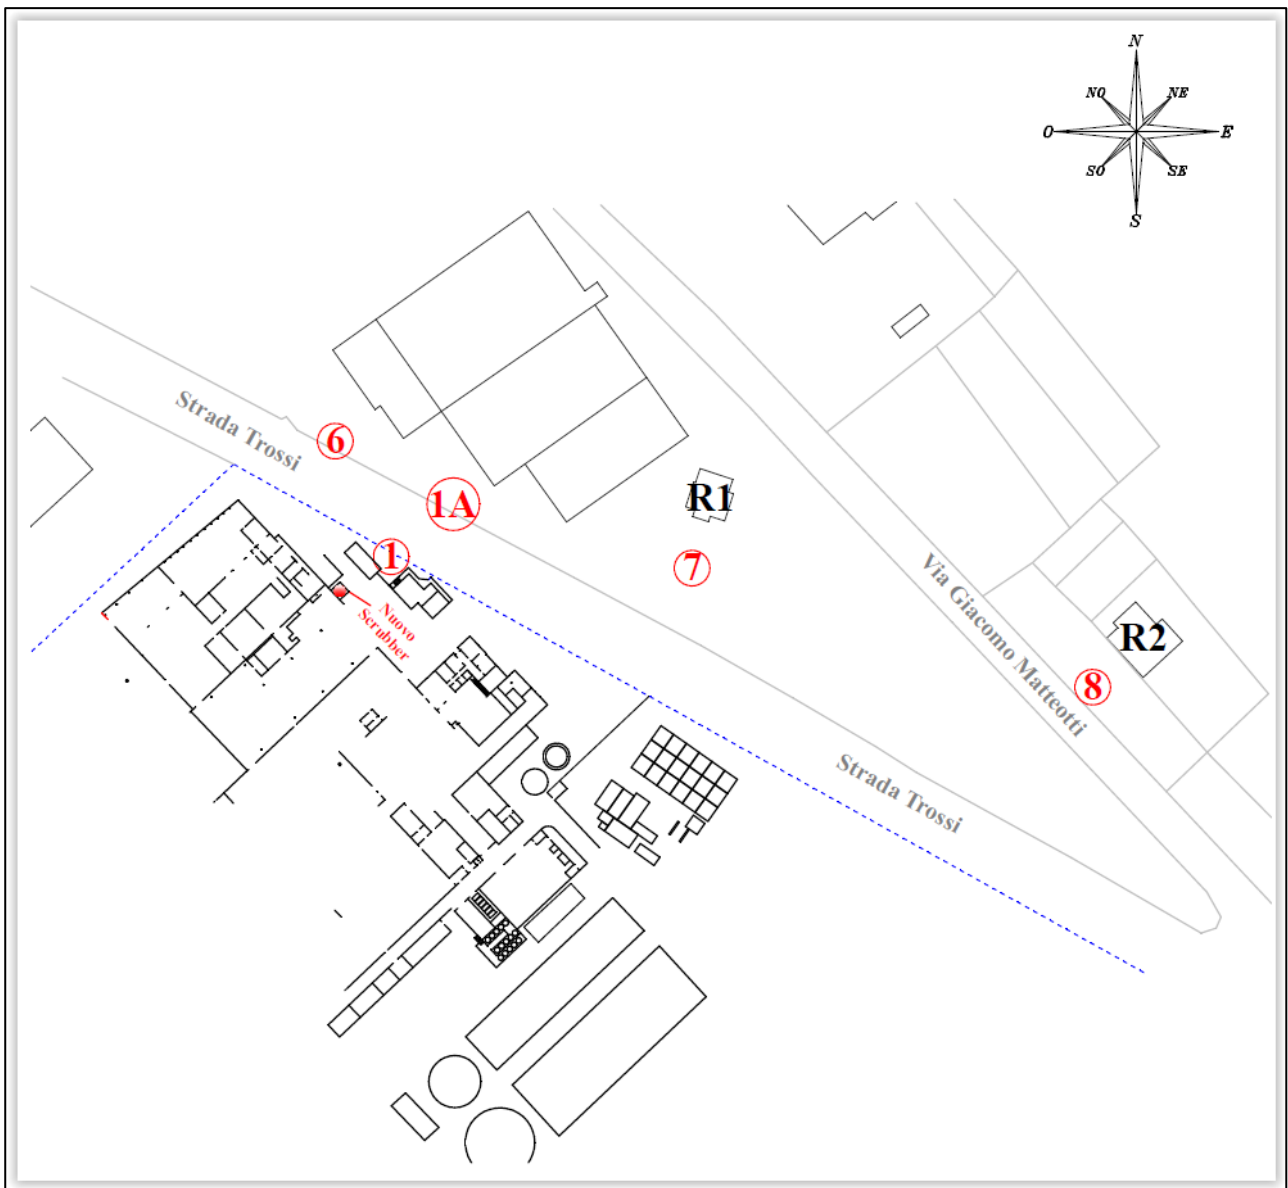 N
NO
NE
O
E
SO
SE
S
Strada Trossi
6
1A
R1
1
7
Nuovo
Scrubber
Via Giacomo Matteotti
R2
8
Strada Trossi